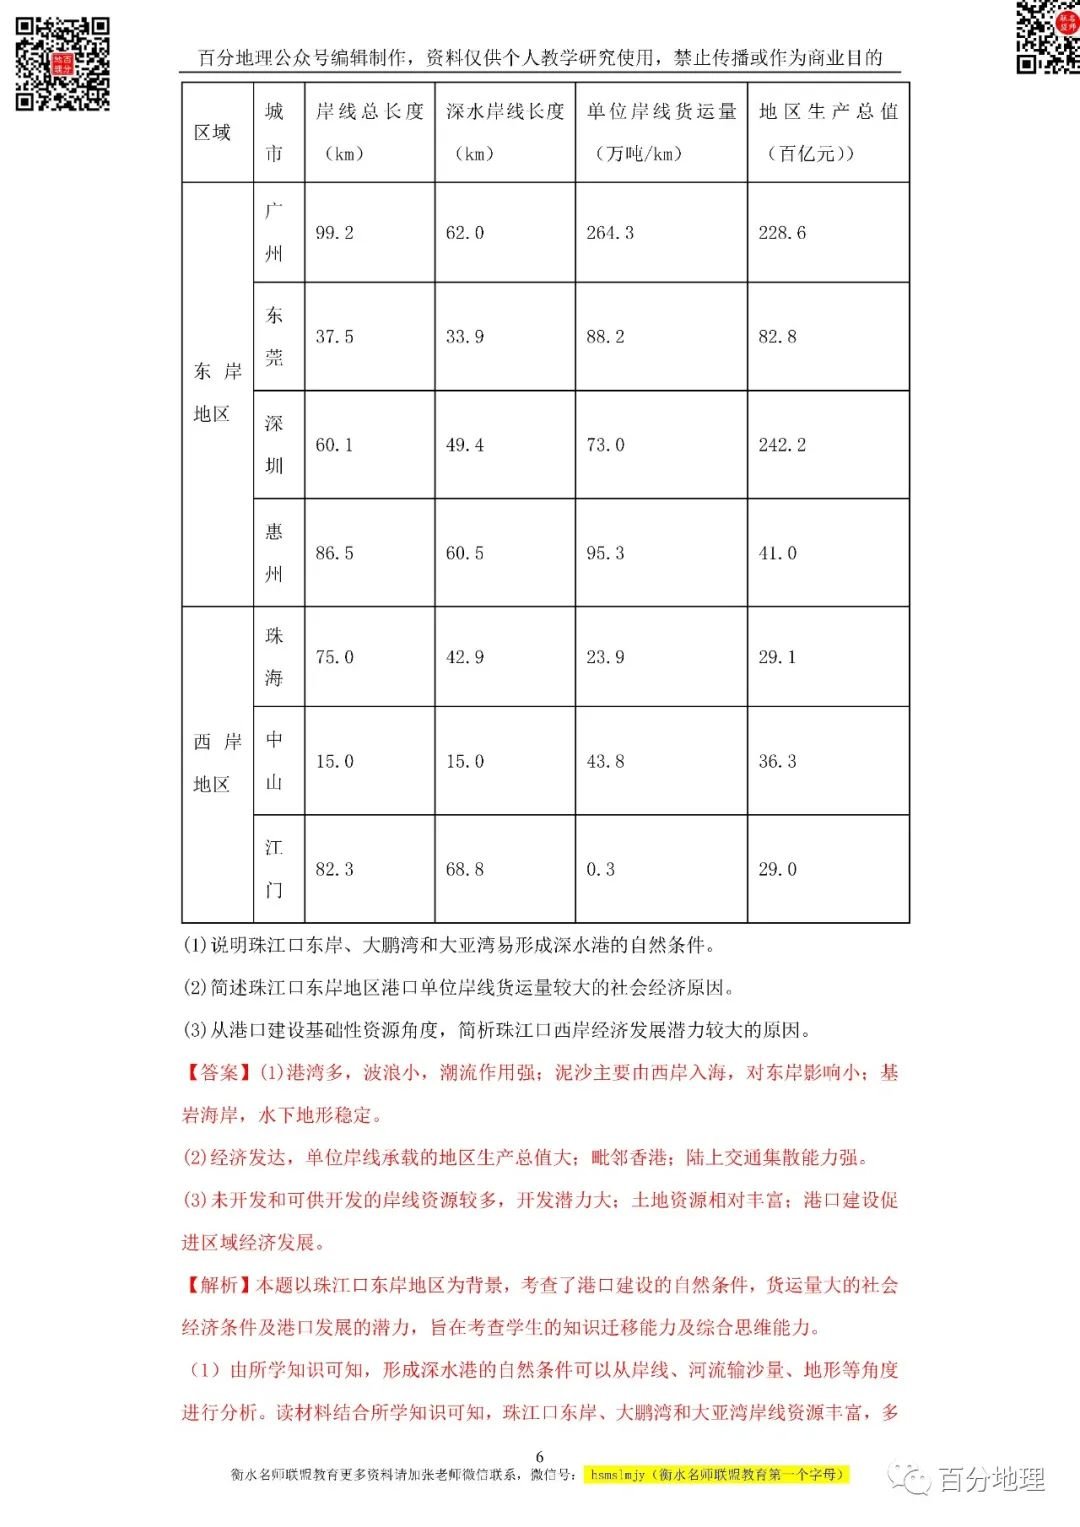 百分地理公众号编辑制作，资料仅供个人教学研究使用，禁止传播或作为商业目的
地理
百分
联名
盟师
区域
城市
岸线总长度（km）
深水岸线长度（km）
单位岸线货运量（万吨/km）
地区生产总值（百亿元））
东岸地区
广州
99.2
62.0
264.3
228.6
东莞
37.5
33.9
88.2
82.8
深圳
60.1
49.4
73.0
242.2
惠州
86.5
60.5
95.3
41.0
西岸地区
珠海
75.0
42.9
23.9
29.1
中山
15.0
15.0
43.8
36.3
江门
82.3
68.8
0.3
29.0
(1)说明珠江口东岸、大鹏湾和大亚湾易形成深水港的自然条件。
(2)简述珠江口东岸地区港口单位岸线货运量较大的社会经济原因。
(3)从港口建设基础性资源角度，简析珠江口西岸经济发展潜力较大的原因。
【答案】(1)港湾多，波浪小，潮流作用强；泥沙主要由西岸入海，对东岸影响小；基
岩海岸，水下地形稳定。
(2)经济发达，单位岸线承载的地区生产总值大；毗邻香港；陆上交通集散能力强。
(3)未开发和可供开发的岸线资源较多，开发潜力大；土地资源相对丰富；港口建设促
进区域经济发展。
【解析】本题以珠江口东岸地区为背景，考查了港口建设的自然条件，货运量大的社会
经济条件及港口发展的潜力，旨在考查学生的知识迁移能力及综合思维能力。
（1）由所学知识可知，形成深水港的自然条件可以从岸线、河流输沙量、地形等角度
进行分析。读材料结合所学知识可知，珠江口东岸、大鹏湾和大亚湾岸线资源丰富，多
6
衡水名师联盟教育更多资料请加张老师微信联系，微信号： hsmslmjy（衡水名师联盟教育第一个字母）
百分地理